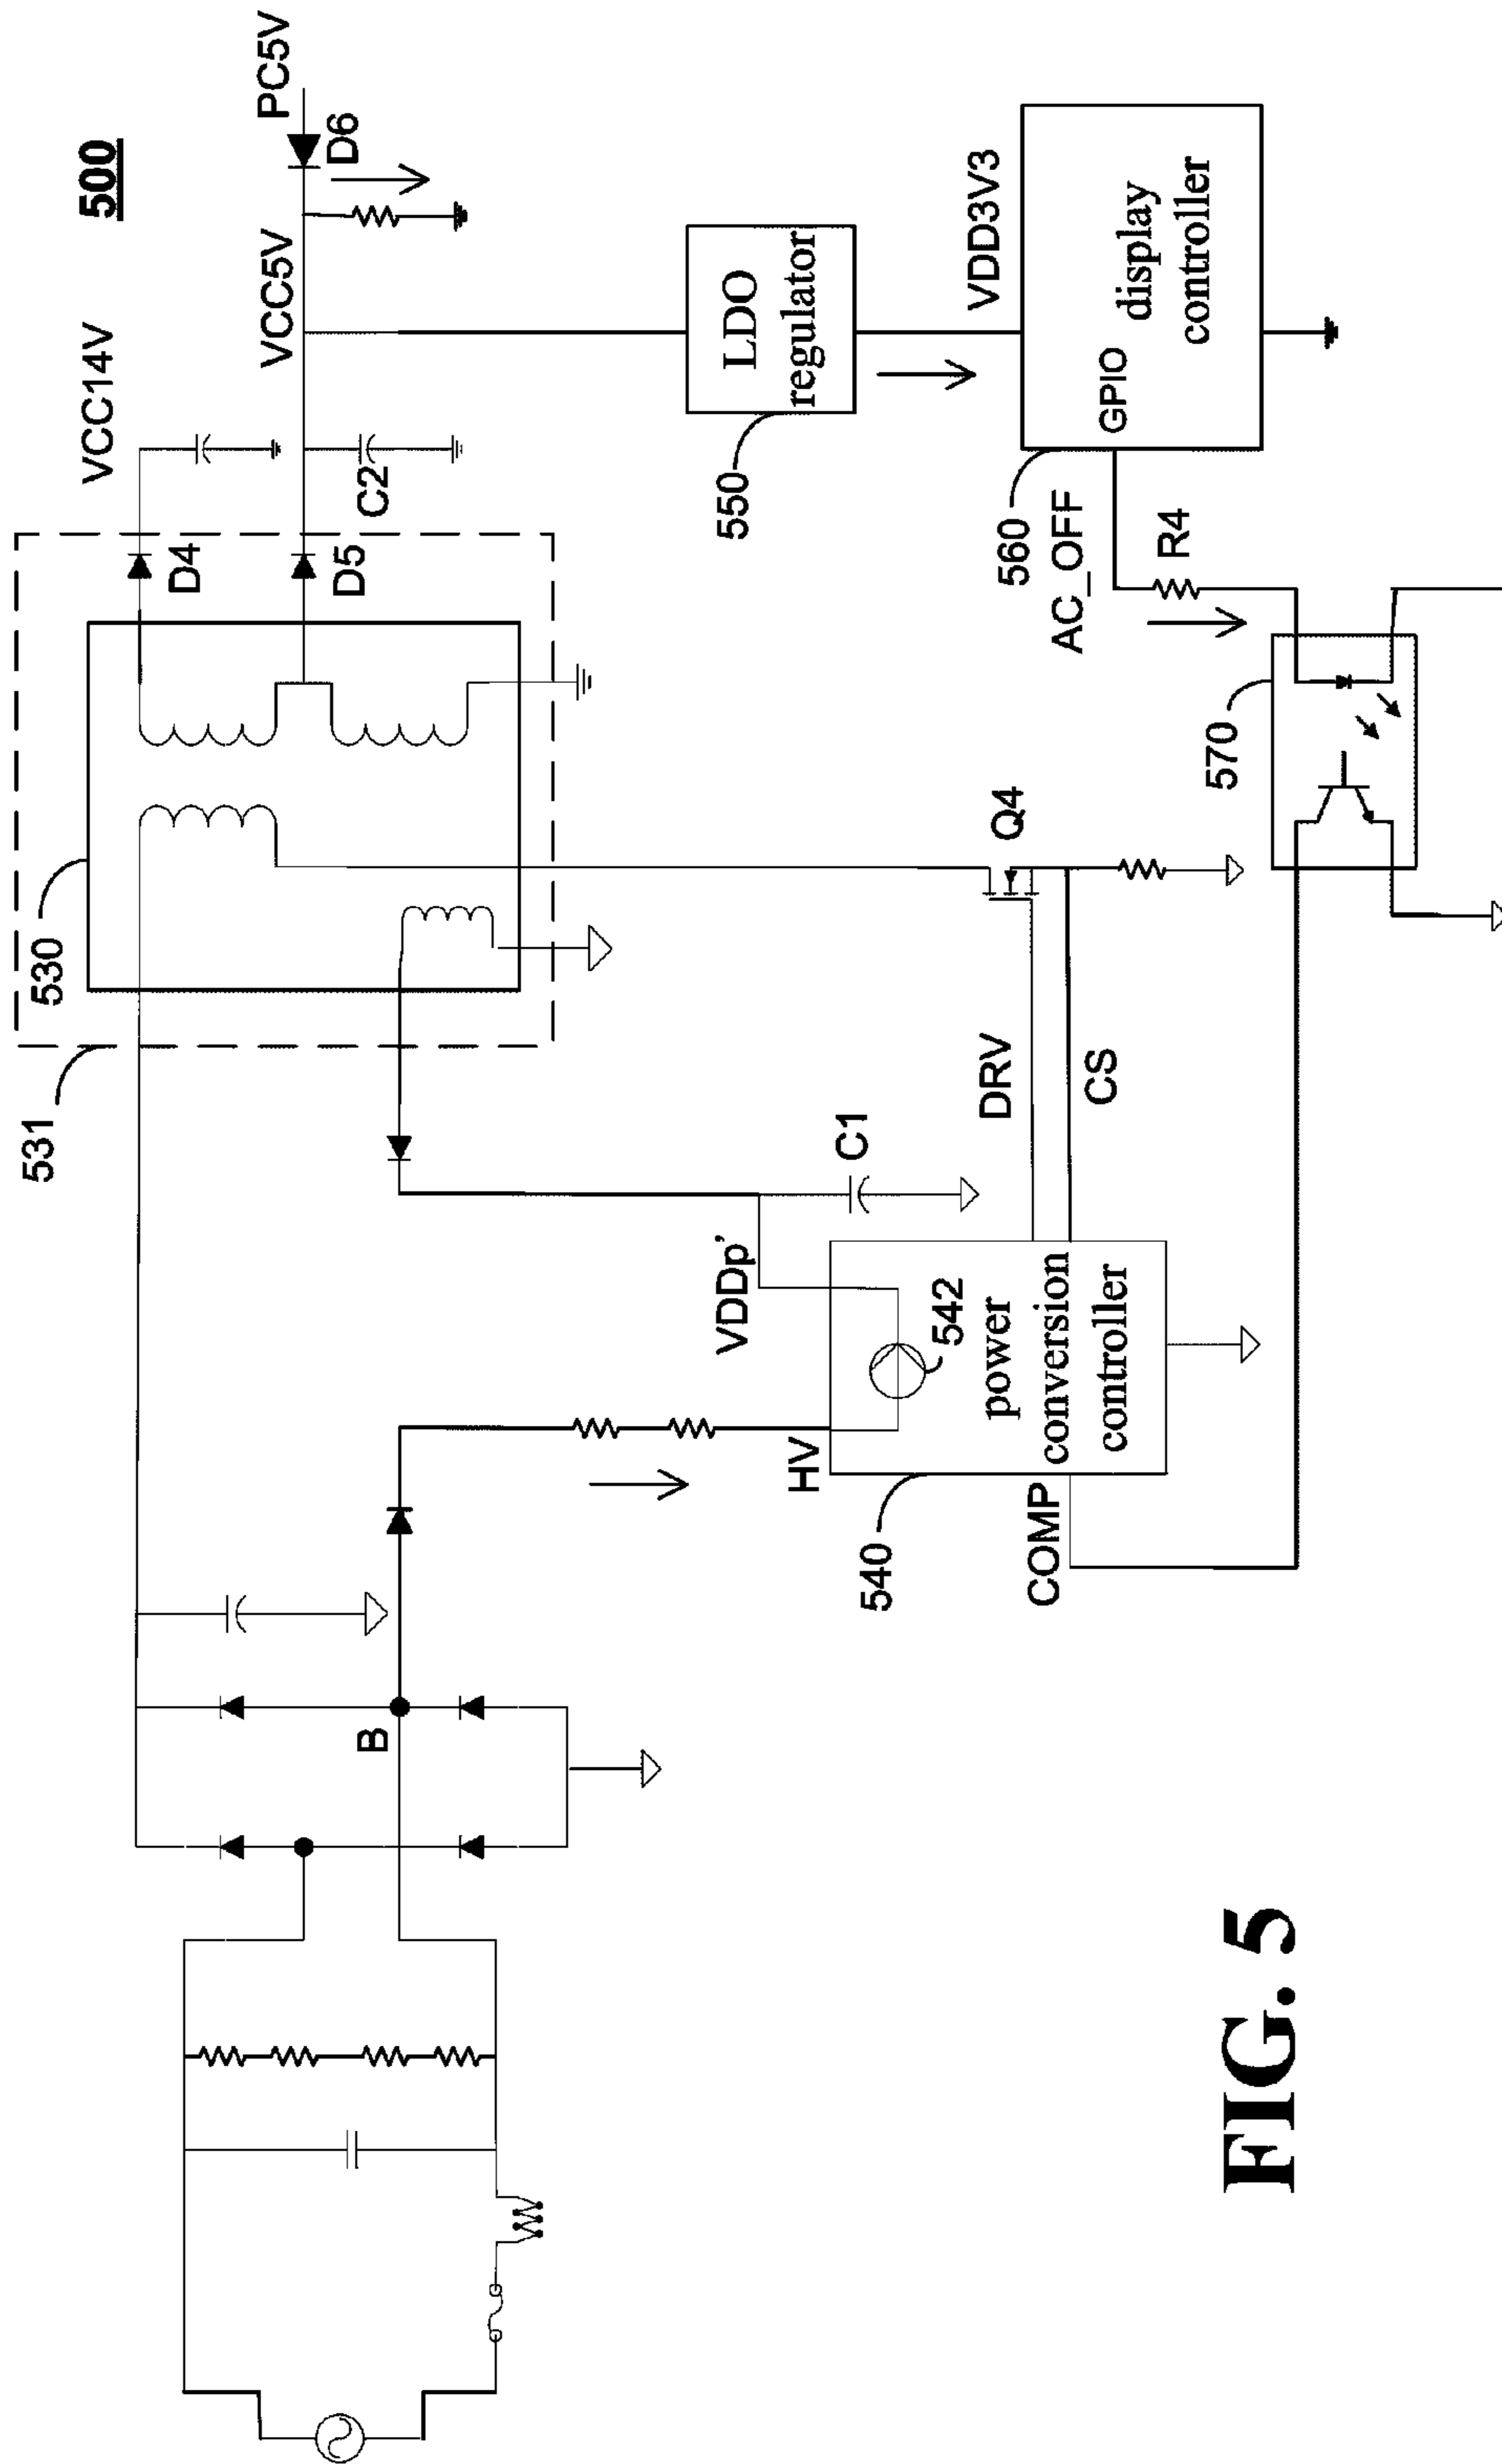 500
VCC14V
PC5V
VCC5V
D6
531
530
D4
D5
C2
B
VDDp'
C1
HV
542
540
power
conversion
controller
COMP
DRV
CS
Q4
550
LDO
regulator
VDD3V3
560
GPIO
display
controller
AC_OFF
R4
570
FIG. 5